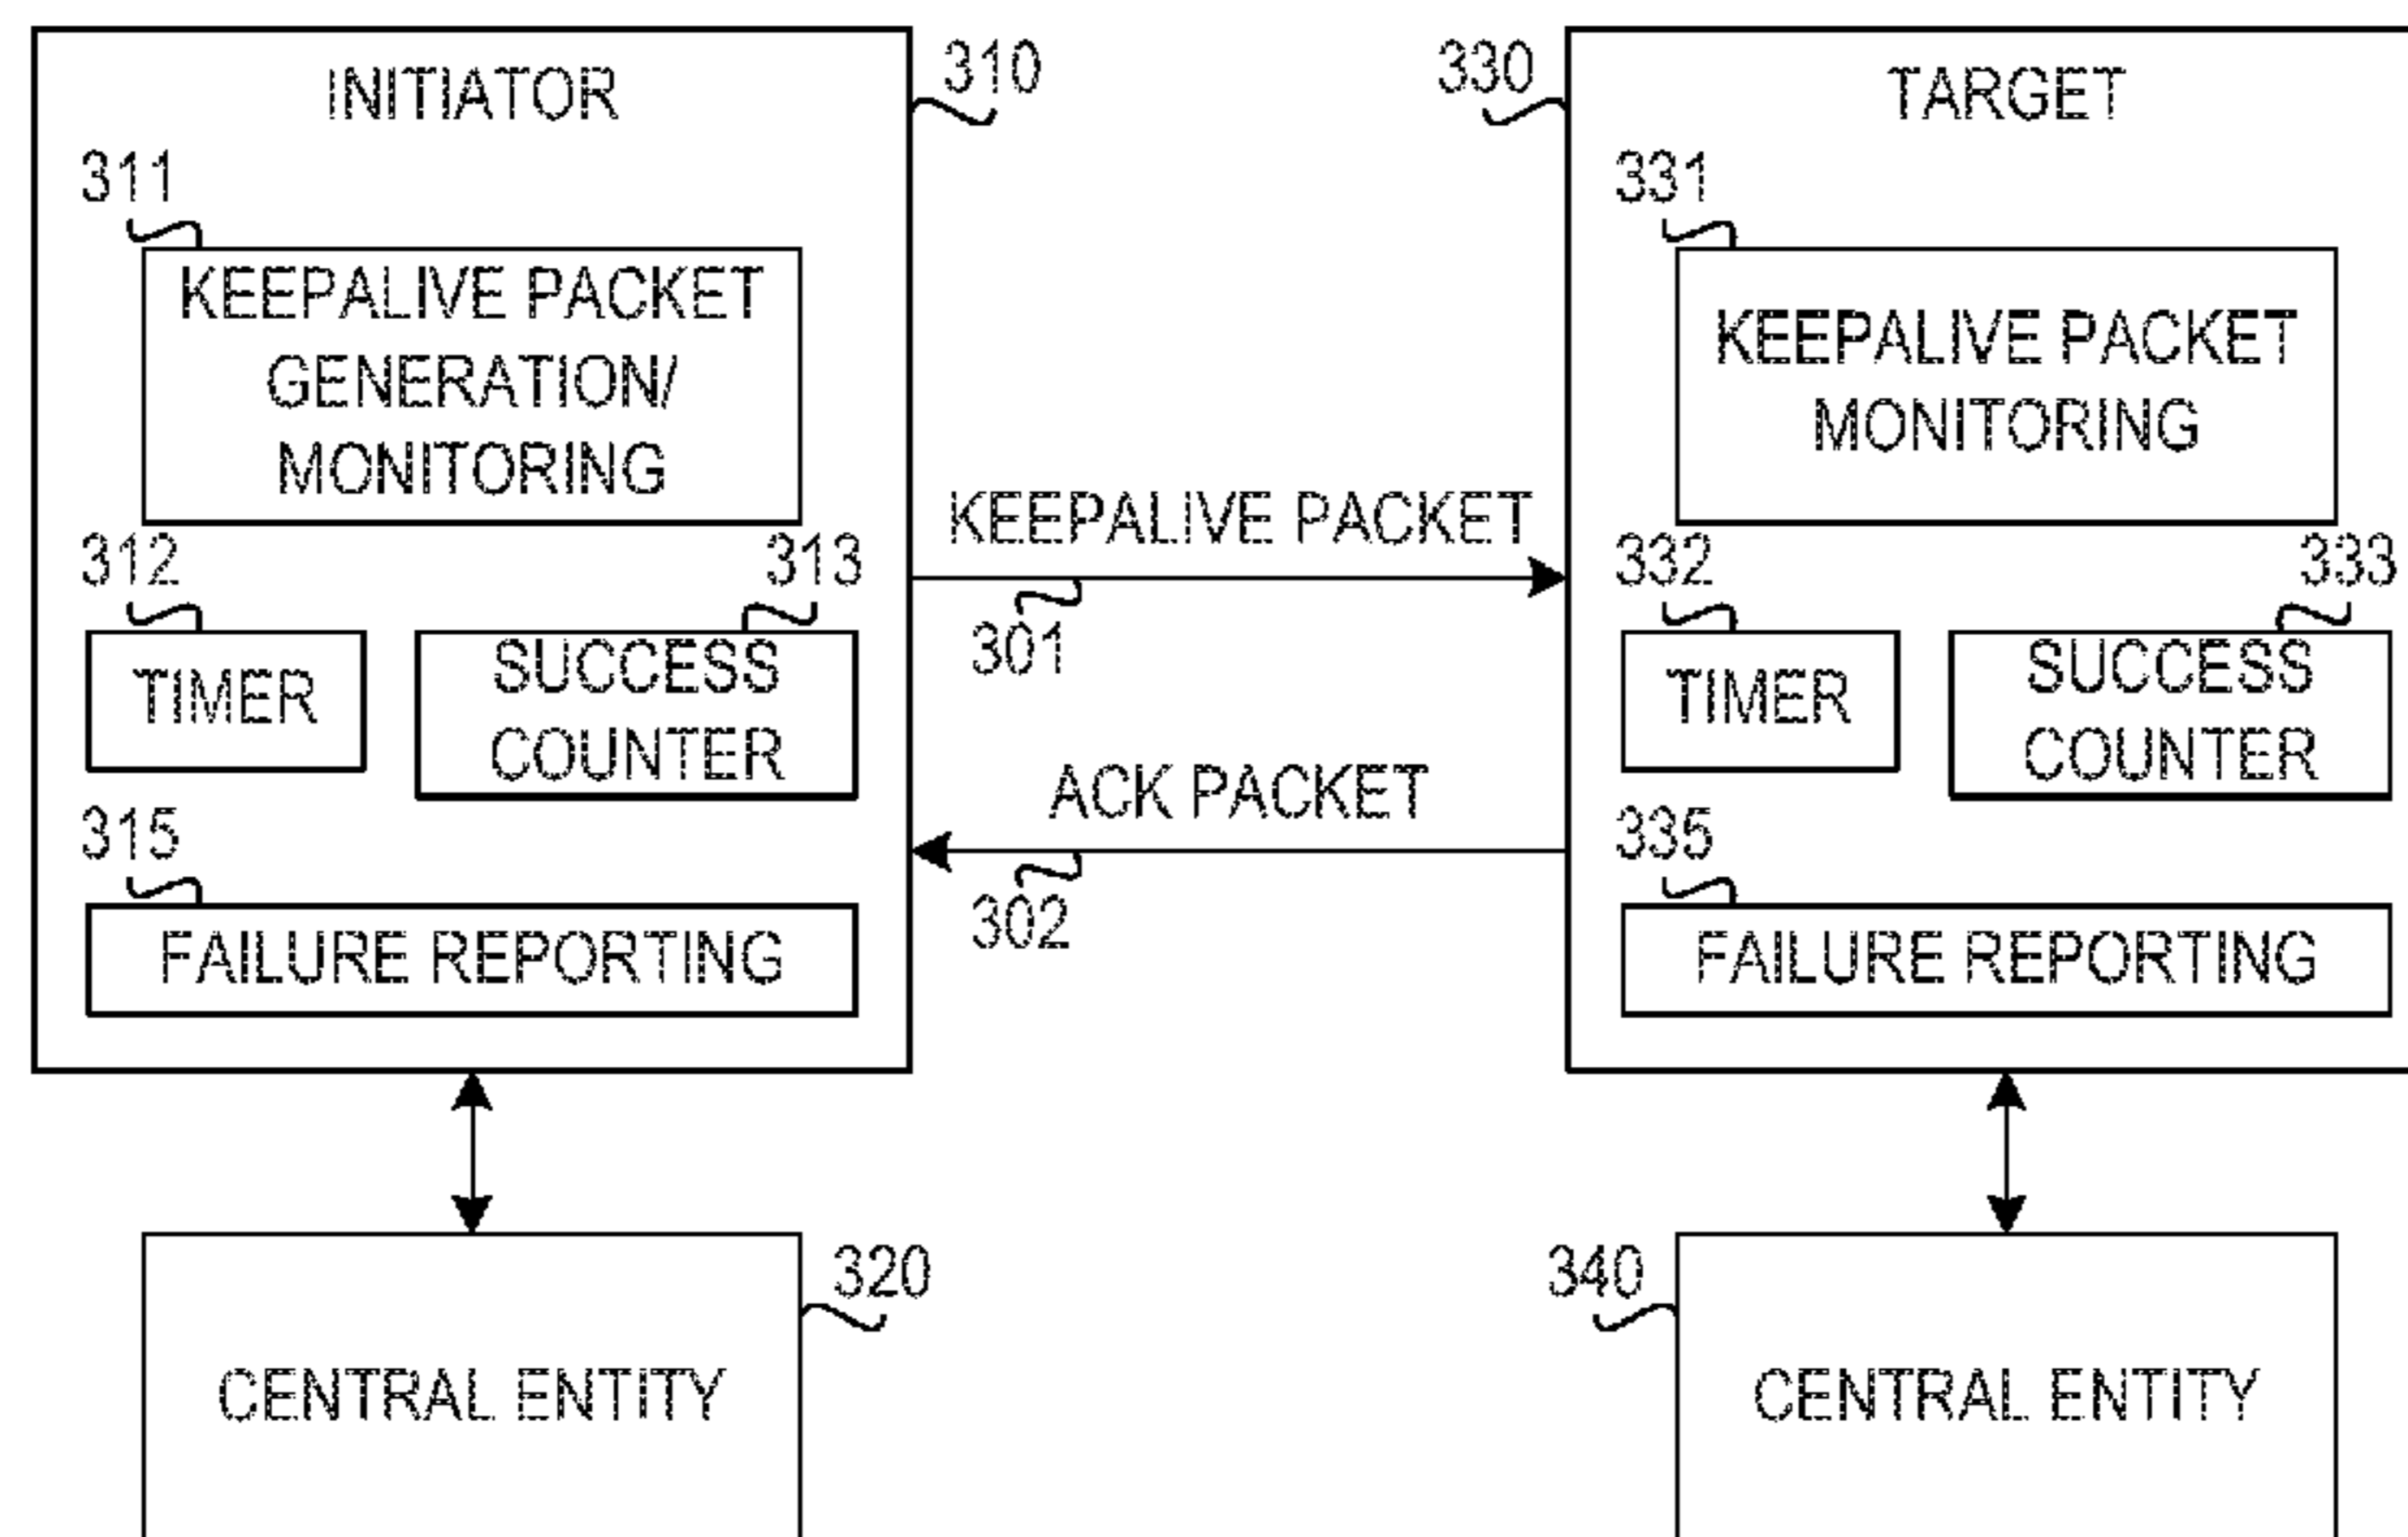 INITIATOR
310
311
KEEPALIVE PACKET
GENERATION/
MONITORING
312
313
TIMER
SUCCESS
COUNTER
315
FAILURE REPORTING
KEEPALIVE PACKET
301
ACK PACKET
302
330
TARGET
331
KEEPALIVE PACKET
MONITORING
332
333
TIMER
SUCCESS
COUNTER
335
FAILURE REPORTING
320
CENTRAL ENTITY
340
CENTRAL ENTITY